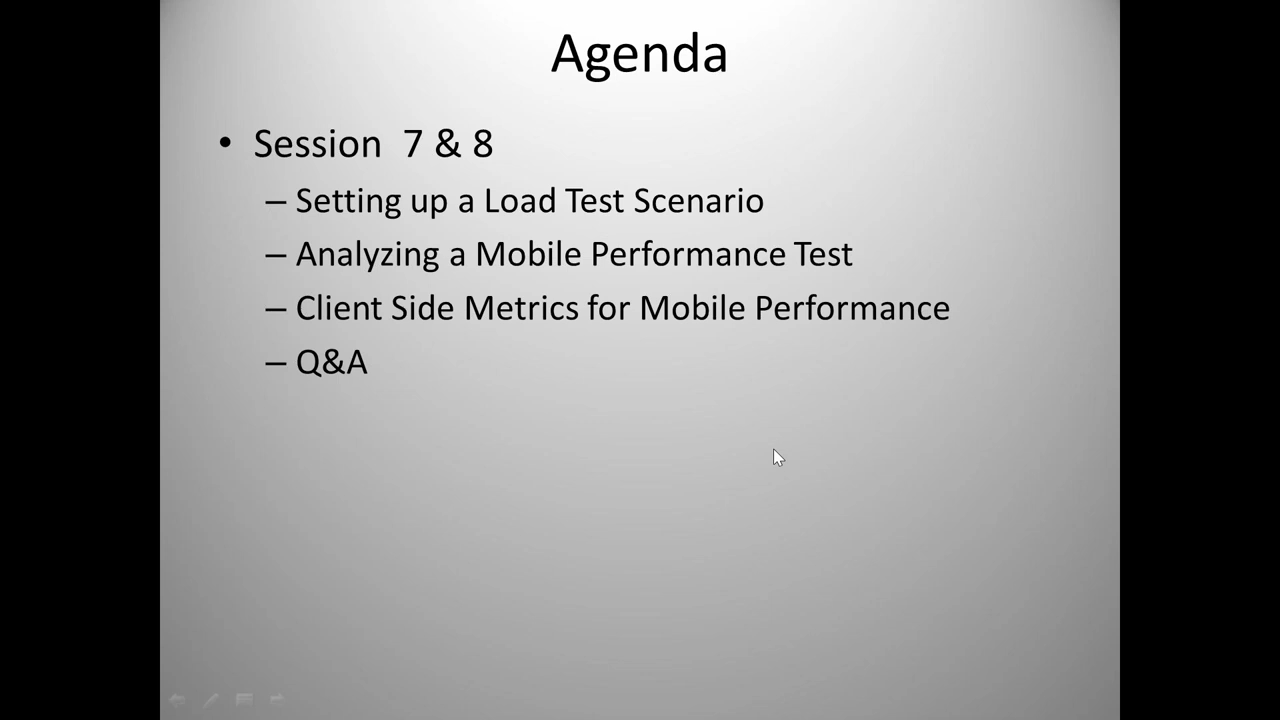 Agenda
• Session 7 & 8
– Setting up a Load Test Scenario
– Analyzing a Mobile Performance Test
– Client Side Metrics for Mobile Performance
– Q&A